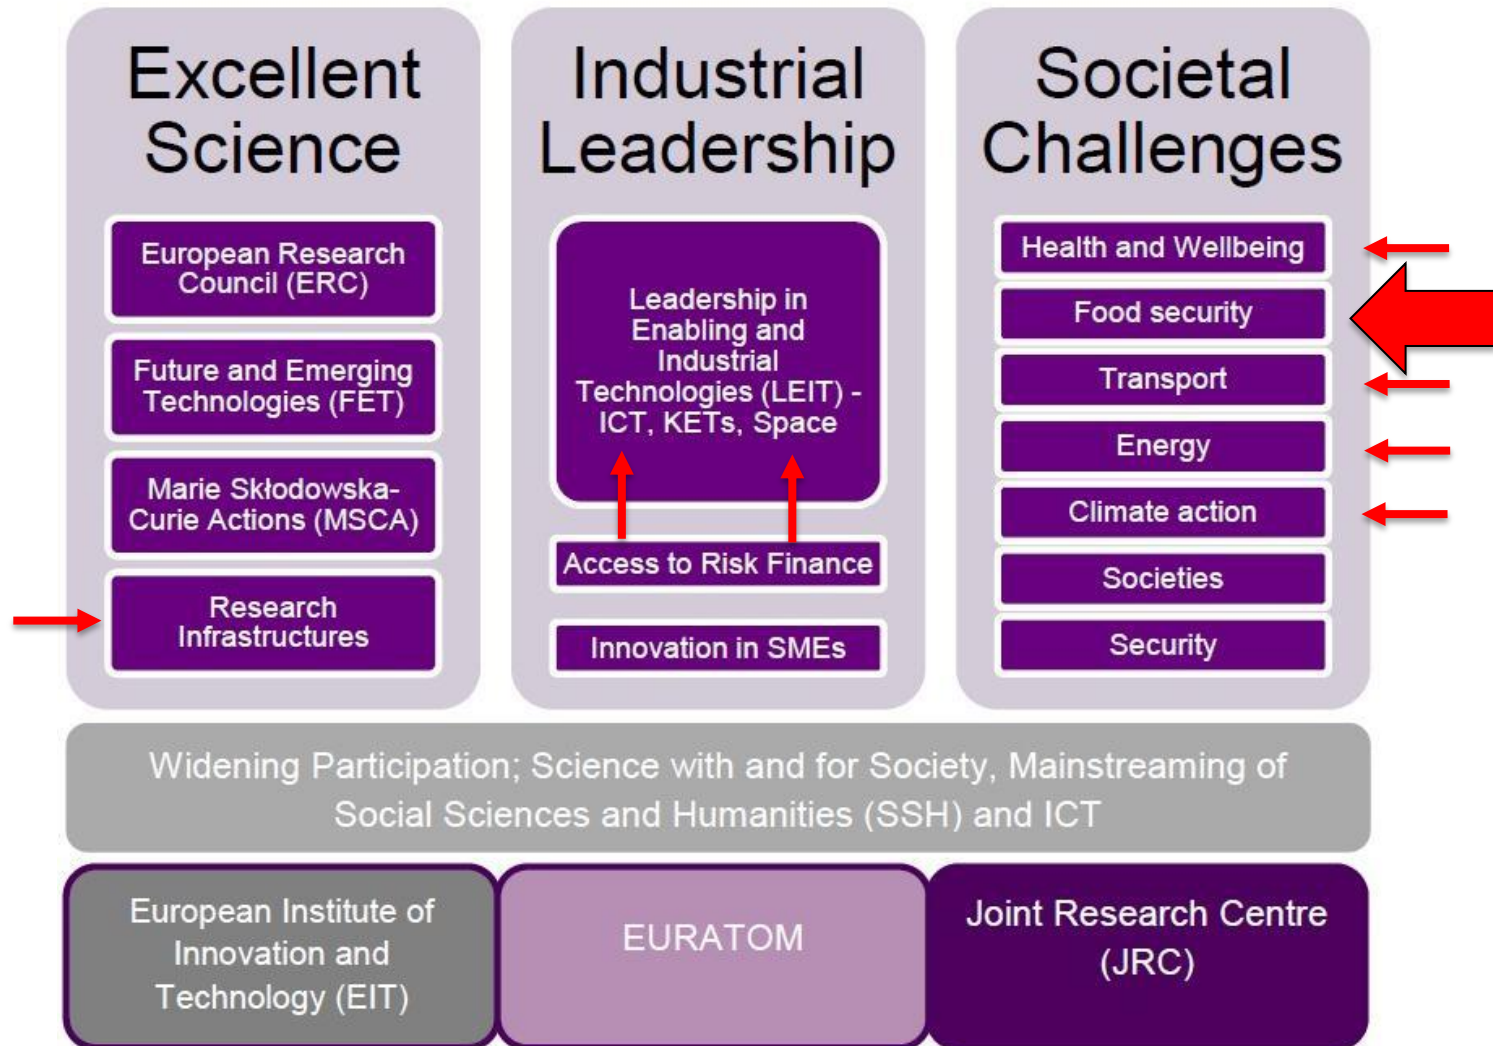 Excellent
Science
European Research
Council (ERC)
Future and Emerging
Technologies (FET)
Marie Skłodowska-
Curie Actions (MSCA)
Research
Infrastructures
Industrial
Leadership
Leadership in
Enabling and
Industrial
Technologies (LEIT) -
ICT, KETs, Space
Access to Risk Finance
Innovation in SMEs
Societal
Challenges
Health and Wellbeing
Food security
Transport
Energy
Climate action
Societies
Security
Widening Participation; Science with and for Society, Mainstreaming of
Social Sciences and Humanities (SSH) and ICT
European Institute of
Innovation and
Technology (EIT)
EURATOM
Joint Research Centre
(JRC)